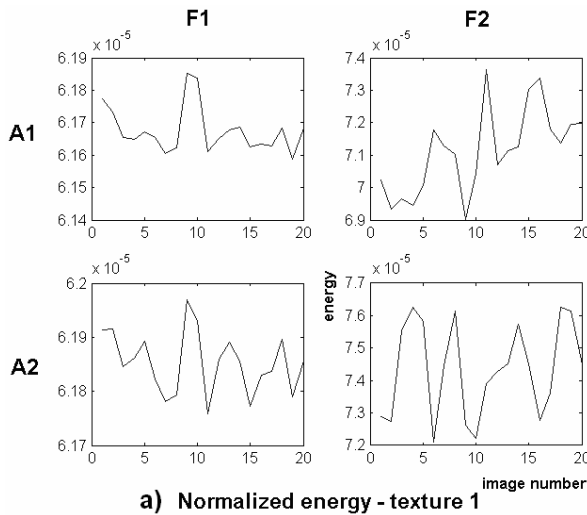 F1 F2
A1
A2
x 10^-5
6.19
6.18
6.17
6.16
6.15
6.14
0 5 10 15 20
x 10^-5
7.4
7.3
7.2
7.1
7
6.9
0 5 10 15 20
x 10^-5
6.2
6.19
6.18
6.17
0 5 10 15 20
energy
x 10^-5
7.7
7.6
7.5
7.4
7.3
7.2
0 5 10 15 20
image number
a) Normalized energy - texture 1